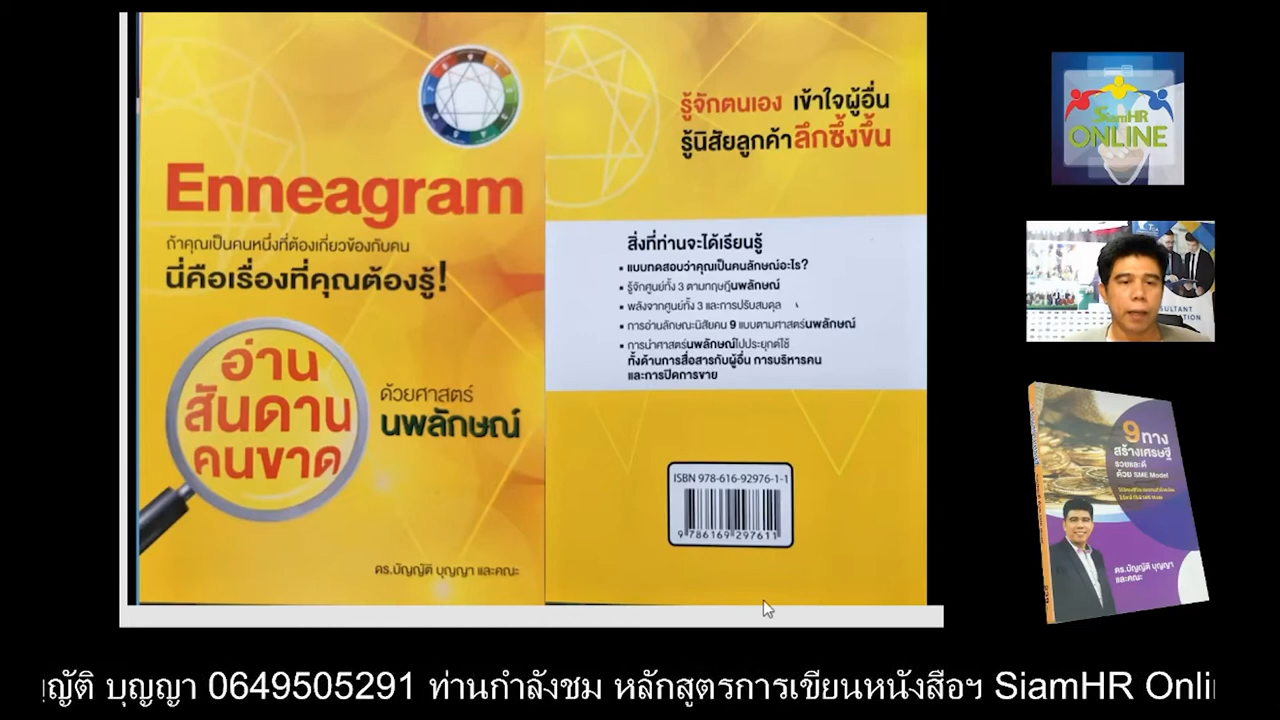 Enneagram
ถ้าคุณเป็นคนหนึ่งที่ต้องเกี่ยวข้องกับคน
นี่คือเรื่องที่คุณต้องรู้!
อ่าน
สันดาน
คนขาด
ด้วยศาสตร์
นพลักษณ์
ดร.บัญญัติ บุญญา และคณะ
รู้จักตนเอง เข้าใจผู้อื่น
รู้นิสัยลูกค้าลึกซึ้งขึ้น
สิ่งที่ท่านจะได้เรียนรู้
▪ แบบทดสอบว่าคุณเป็นคนลักษณ์อะไร?
▪ รู้จักศูนย์ทั้ง 3 ตามทฤษฎีนพลักษณ์
▪ พลังจากศูนย์ทั้ง 3 และการปรับสมดุล
▪ การอ่านลักษณะนิสัยคน 9 แบบตามศาสตร์นพลักษณ์
▪ การนำศาสตร์นพลักษณ์ไปประยุกต์ใช้
ทั้งด้านการสื่อสารกับผู้อื่น การบริหารคน
และการปิดการขาย
ISBN 978-616-92976-1-1
9 786169 297611
SiamHR
ONLINE
TCA
SULTANT
9 ทาง
สร้างเศรษฐี
รวยและดี
ด้วย SME Model
ดร.บัญญัติ บุญญา
และคณะ
ญัติ บุญญา 0649505291 ท่านกำลังชม หลักสูตรการเขียนหนังสือฯ SiamHR Onli